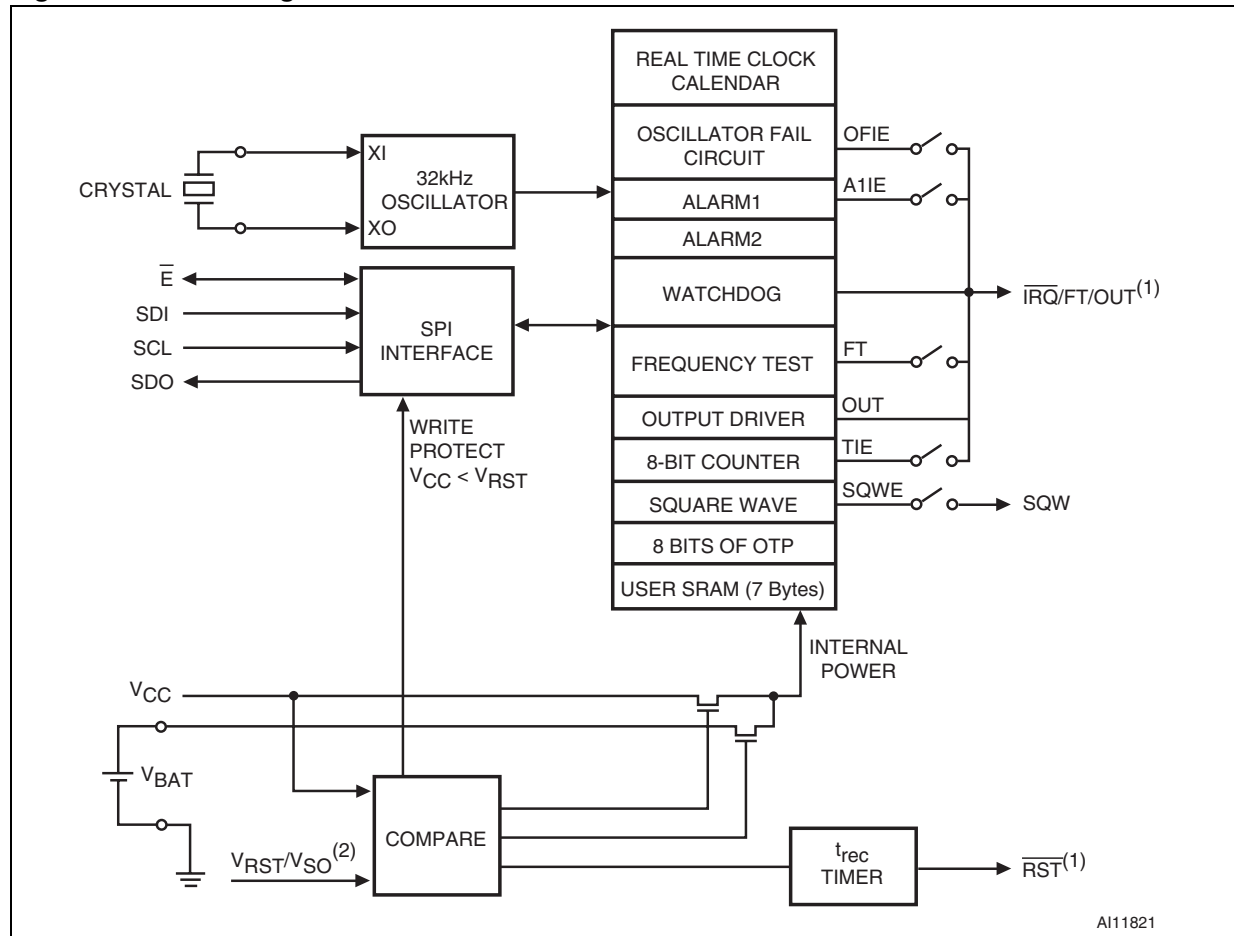 REAL TIME CLOCK
CALENDAR
OSCILLATOR FAIL
CIRCUIT
OFIE
XI
32kHz
OSCILLATOR
XO
CRYSTAL
ALARM1
A1IE
ALARM2
E̅
SDI
SCL
SDO
SPI
INTERFACE
WATCHDOG
I̅R̅Q̅/FT/OUT(1)
FREQUENCY TEST
FT
OUTPUT DRIVER
OUT
WRITE
PROTECT
VCC < VRST
8-BIT COUNTER
TIE
SQUARE WAVE
SQWE
SQW
8 BITS OF OTP
USER SRAM (7 Bytes)
INTERNAL
POWER
VCC
VBAT
COMPARE
VRST/VSO(2)
trec
TIMER
R̅S̅T̅(1)
AI11821